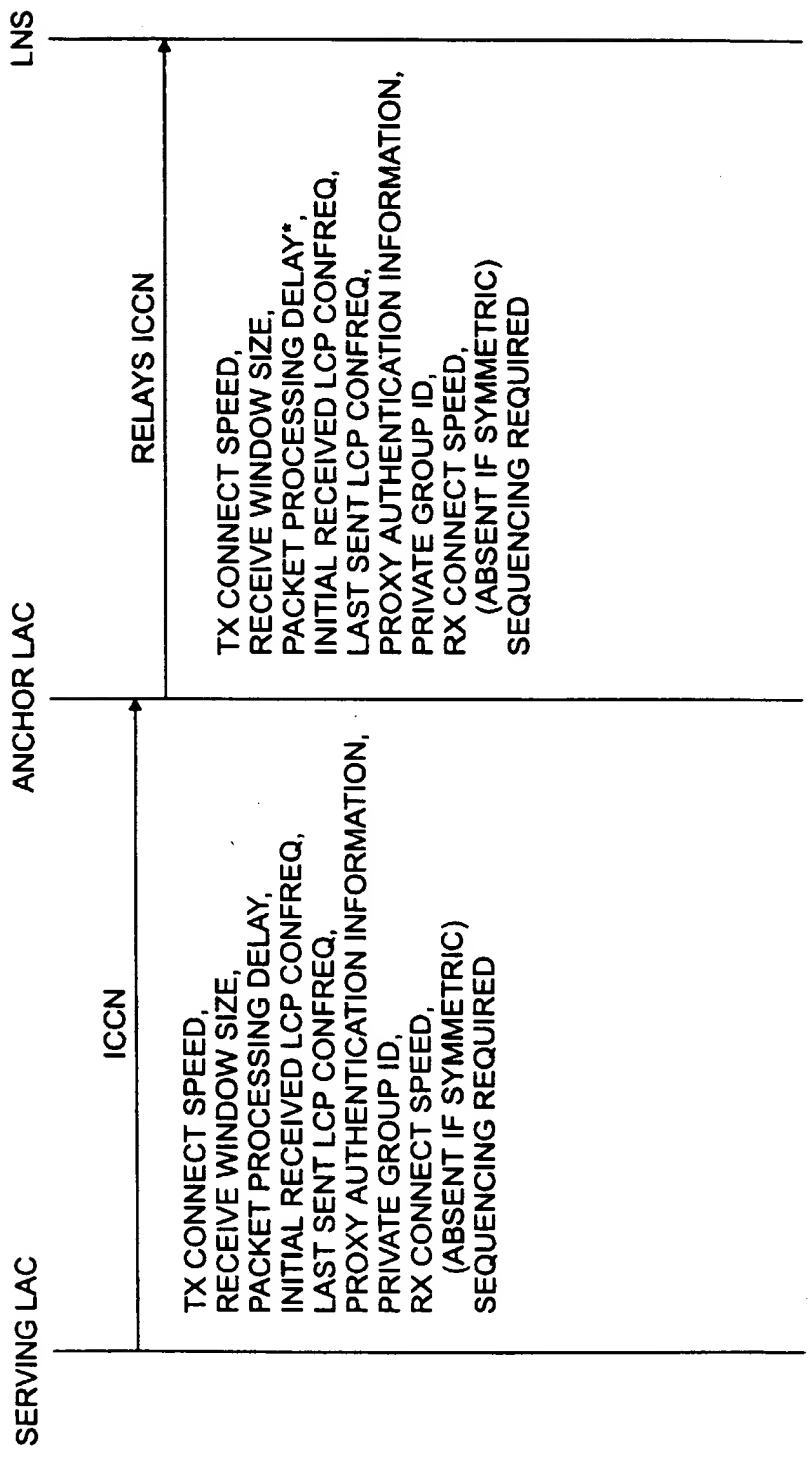 SERVING LAC
ANCHOR LAC
LNS
ICCN
TX CONNECT SPEED,
RECEIVE WINDOW SIZE,
PACKET PROCESSING DELAY,
INITIAL RECEIVED LCP CONFREQ,
LAST SENT LCP CONFREQ,
PROXY AUTHENTICATION INFORMATION,
PRIVATE GROUP ID,
RX CONNECT SPEED,
(ABSENT IF SYMMETRIC)
SEQUENCING REQUIRED
RELAYS ICCN
TX CONNECT SPEED,
RECEIVE WINDOW SIZE,
PACKET PROCESSING DELAY*,
INITIAL RECEIVED LCP CONFREQ,
LAST SENT LCP CONFREQ,
PROXY AUTHENTICATION INFORMATION,
PRIVATE GROUP ID,
RX CONNECT SPEED,
(ABSENT IF SYMMETRIC)
SEQUENCING REQUIRED